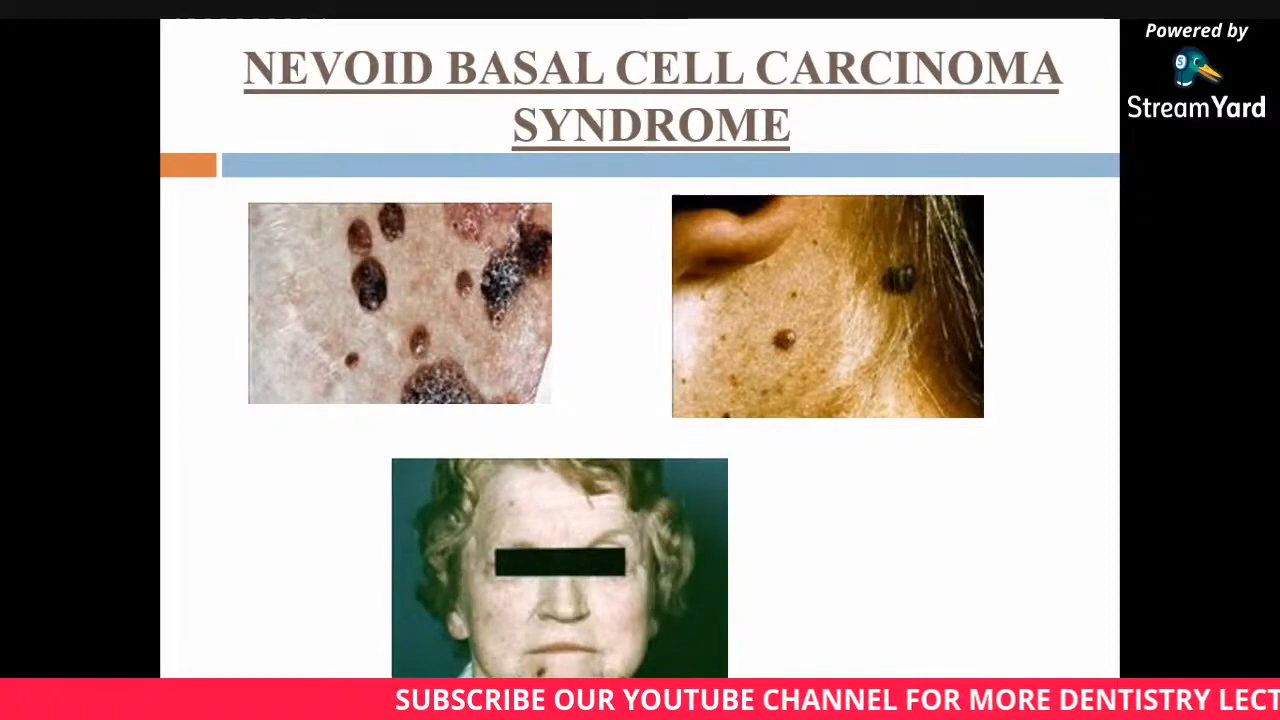 NEVOID BASAL CELL CARCINOMA
SYNDROME
Powered by
StreamYard
SUBSCRIBE OUR YOUTUBE CHANNEL FOR MORE DENTISTRY LECT